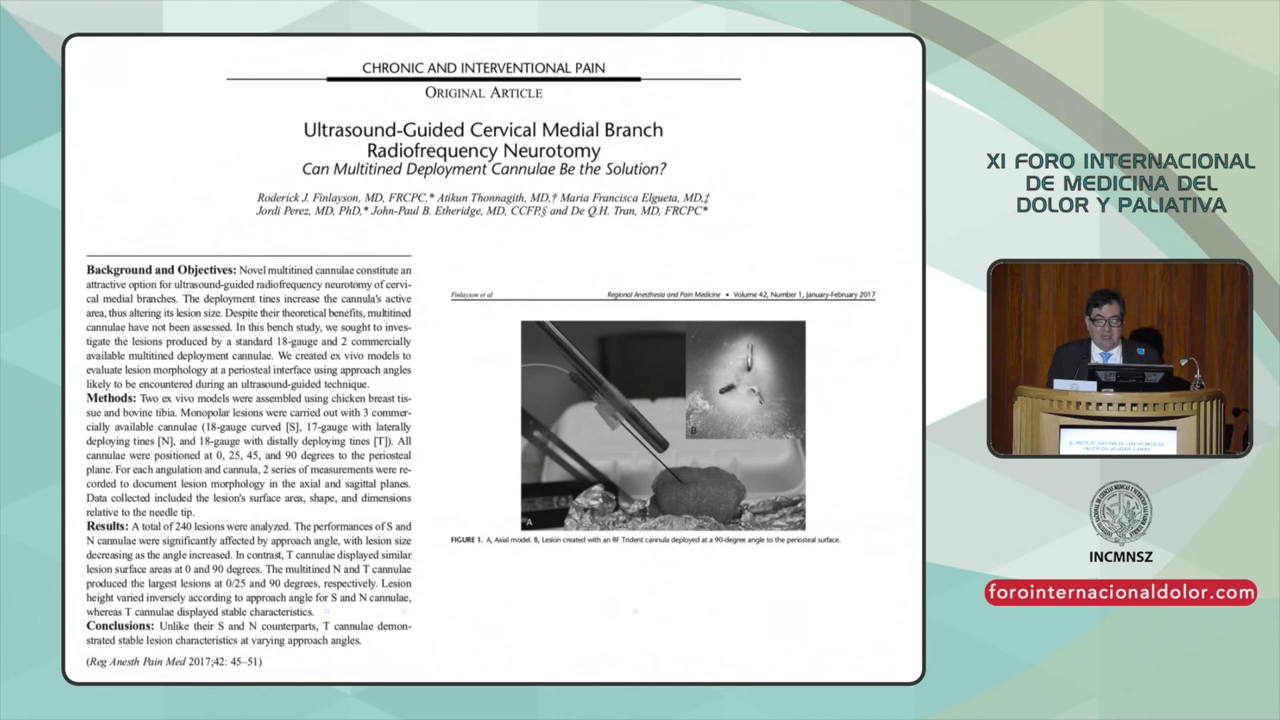 CHRONIC AND INTERVENTIONAL PAIN
ORIGINAL ARTICLE
Ultrasound-Guided Cervical Medial Branch
Radiofrequency Neurotomy
Can Multitined Deployment Cannulae Be the Solution?
Roderick J. Finlayson, MD, FRCPC,* Atikun Thonnagith, MD,† Maria Francisca Elgueta, MD,‡
Jordi Perez, MD, PhD,* John-Paul B. Etheridge, MD, CCFP,§ and De Q.H. Tran, MD, FRCPC*
Background and Objectives: Novel multitined cannulae constitute an
attractive option for ultrasound-guided radiofrequency neurotomy of cervi-
cal medial branches. The deployment tines increase the cannula's active
area, thus altering its lesion size. Despite their theoretical benefits, multitined
cannulae have not been assessed. In this bench study, we sought to inves-
tigate the lesions produced by a standard 18-gauge and 2 commercially
available multitined deployment cannulae. We created ex vivo models to
evaluate lesion morphology at a periosteal interface using approach angles
likely to be encountered during an ultrasound-guided technique.
Methods: Two ex vivo models were assembled using chicken breast tis-
sue and bovine tibia. Monopolar lesions were carried out with 3 commer-
cially available cannulae (18-gauge curved [S], 17-gauge with laterally
deploying tines [N], and 18-gauge with distally deploying tines [T]). All
cannulae were positioned at 0, 25, 45, and 90 degrees to the periosteal
plane. For each angulation and cannula, 2 series of measurements were re-
corded to document lesion morphology in the axial and sagittal planes.
Data collected included the lesion's surface area, shape, and dimensions
relative to the needle tip.
Results: A total of 240 lesions were analyzed. The performances of S and
N cannulae were significantly affected by approach angle, with lesion size
decreasing as the angle increased. In contrast, T cannulae displayed similar
lesion surface areas at 0 and 90 degrees. The multitined N and T cannulae
produced the largest lesions at 0/25 and 90 degrees, respectively. Lesion
height varied inversely according to approach angle for S and N cannulae,
whereas T cannulae displayed stable characteristics.
Conclusions: Unlike their S and N counterparts, T cannulae demon-
strated stable lesion characteristics at varying approach angles.
(Reg Anesth Pain Med 2017;42: 45–51)
Finlayson et al
Regional Anesthesia and Pain Medicine • Volume 42, Number 1, January-February 2017
B
A
FIGURE 1. A, Axial model. B, Lesion created with an RF Trident cannula deployed at a 90-degree angle to the periosteal surface.
XI FORO INTERNACIONAL
DE MEDICINA DEL
DOLOR Y PALIATIVA
INCMNSZ
forointernacionaldolor.com